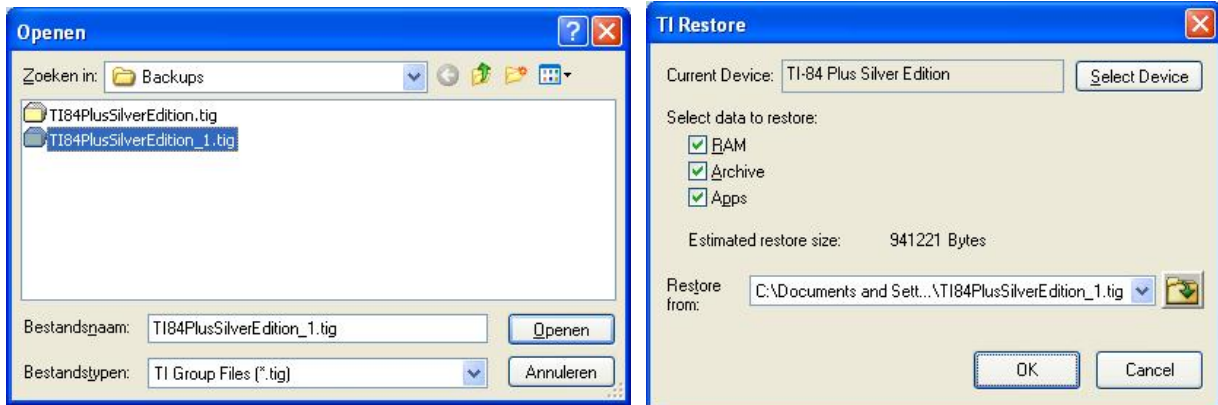 Openen
Zoeken in: Backups
TI84PlusSilverEdition.tig
TI84PlusSilverEdition_1.tig
Bestandsnaam: TI84PlusSilverEdition_1.tig Openen
Bestandstypen: TI Group Files (*.tig) Annuleren
TI Restore
Current Device: TI-84 Plus Silver Edition Select Device
Select data to restore:
RAM
Archive
Apps
Estimated restore size: 941221 Bytes
Restore from: C:\Documents and Sett...\TI84PlusSilverEdition_1.tig
OK Cancel